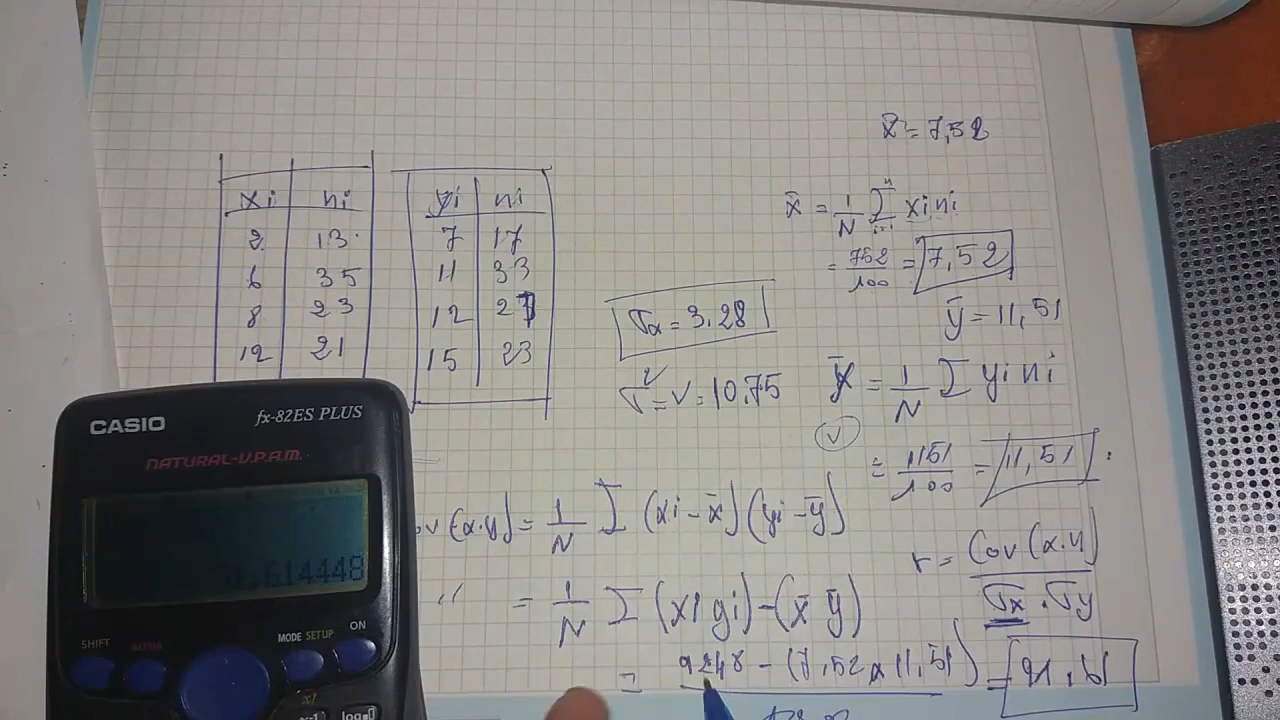 x̄ = 7,52
xi ni
2 13
6 35
8 23
12 21
yi ni
7 17
11 33
12 27
15 23
x̄ = 1/N Σ xi ni
= 752/100 = 7,52
ȳ = 11,51
σx = 3.28
σ² = V = 10.75
= 1/N Σ yi ni
= 1151/100 = 11,51
Cov(x.y) = 1/N Σ (xi - x̄)(yi - ȳ)
" = 1/N Σ (xi yi) - (x̄ ȳ)
r = Cov(x.y) / σx . σy
= 9248 - (7,52 x 11,51) =
CASIO fx-82ES PLUS
NATURAL-V.P.A.M.
.614448
SHIFT ALPHA MODE SETUP ON
x!
log